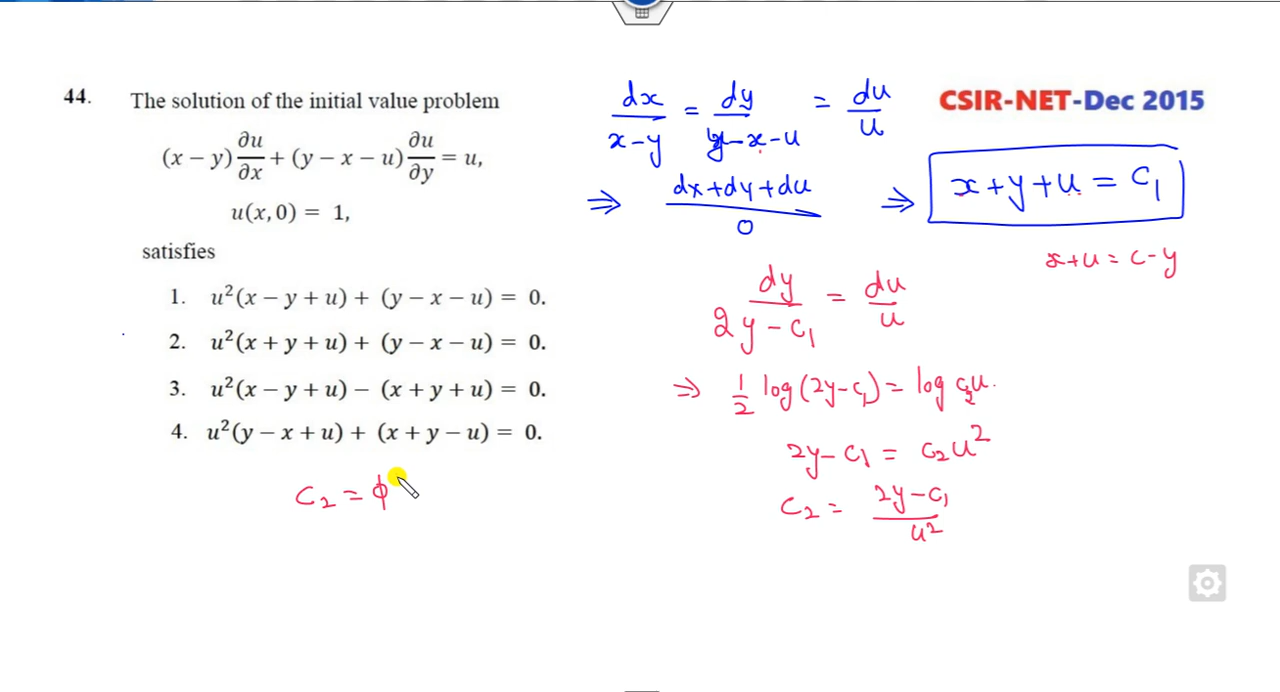 44. The solution of the initial value problem
(x − y) ∂u/∂x + (y − x − u) ∂u/∂y = u,
u(x, 0) = 1,
satisfies
1. u²(x − y + u) + (y − x − u) = 0.
2. u²(x + y + u) + (y − x − u) = 0.
3. u²(x − y + u) − (x + y + u) = 0.
4. u²(y − x + u) + (x + y − u) = 0.
C₂ = ϕ
CSIR-NET-Dec 2015
dx/(x−y) = dy/(y−x−u) = du/u
⇒ (dx+dy+du)/0 ⇒ x+y+u = C₁
x+u = c−y
dy/(2y−C₁) = du/u
⇒ 1/2 log(2y−C₁) = log C₂u.
2y−C₁ = C₂u²
C₂ = (2y−C₁)/u²